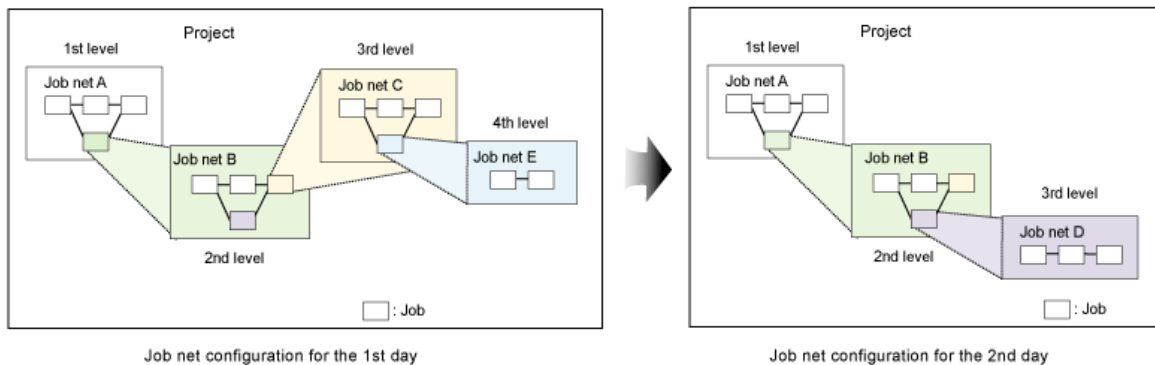 Project
1st level
Job net A
3rd level
Job net C
4th level
Job net E
Job net B
2nd level
: Job
Job net configuration for the 1st day
Project
1st level
Job net A
Job net B
3rd level
Job net D
2nd level
: Job
Job net configuration for the 2nd day